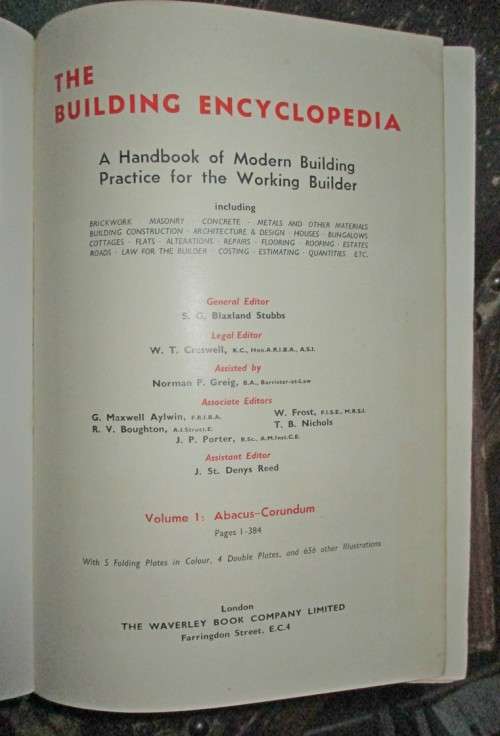 THE
BUILDING ENCYCLOPEDIA
A Handbook of Modern Building
Practice for the Working Builder
including
BRICKWORK · MASONRY · CONCRETE · METALS AND OTHER MATERIALS
BUILDING CONSTRUCTION · ARCHITECTURE & DESIGN · HOUSES · BUNGALOWS
COTTAGES · FLATS · ALTERATIONS · REPAIRS · FLOORING · ROOFING · ESTATES
ROADS · LAW FOR THE BUILDER · COSTING · ESTIMATING · QUANTITIES · ETC.
General Editor
S. G. Blaxland Stubbs
Legal Editor
W. T. Creswell, K.C., Hon.A.R.I.B.A., A.S.I.
Assisted by
Norman P. Greig, B.A., Barrister-at-Law
Associate Editors
G. Maxwell Aylwin, F.R.I.B.A. W. Frost, F.I.S.E., M.R.S.I.
R. V. Boughton, A.I.Struct.E. T. B. Nichols
J. P. Porter, B.Sc., A.M.Inst.C.E.
Assistant Editor
J. St. Denys Reed
Volume 1: Abacus–Corundum
Pages 1-384
With 5 Folding Plates in Colour, 4 Double Plates, and 656 other Illustrations
London
THE WAVERLEY BOOK COMPANY LIMITED
Farringdon Street, E.C.4